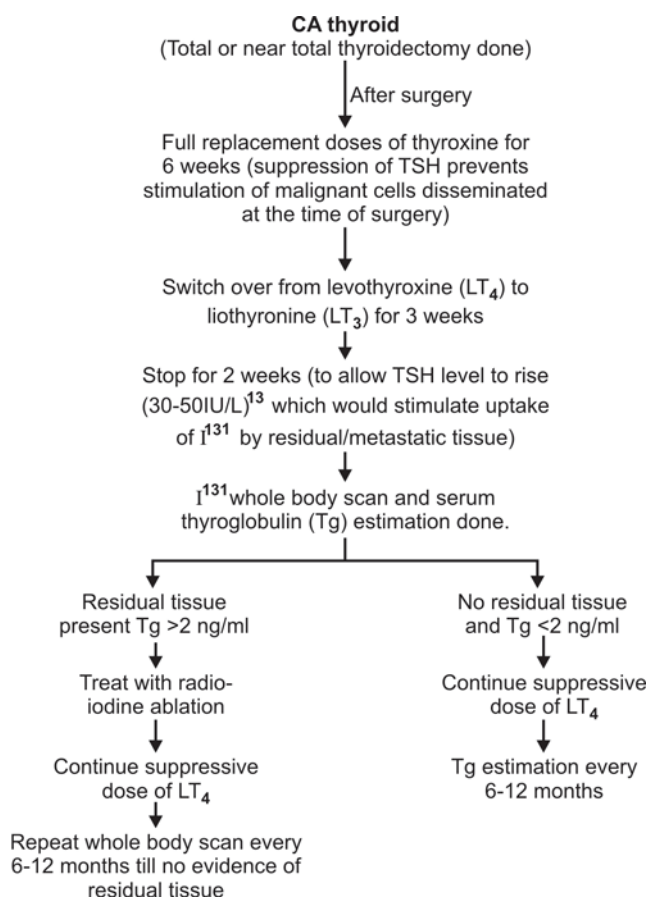 CA thyroid
(Total or near total thyroidectomy done)
After surgery
Full replacement doses of thyroxine for
6 weeks (suppression of TSH prevents
stimulation of malignant cells disseminated
at the time of surgery)
Switch over from levothyroxine (LT4) to
liothyronine (LT3) for 3 weeks
Stop for 2 weeks (to allow TSH level to rise
(30-50IU/L)13 which would stimulate uptake
of I131 by residual/metastatic tissue)
I131 whole body scan and serum
thyroglobulin (Tg) estimation done.
Residual tissue
present Tg >2 ng/ml
Treat with radio-
iodine ablation
Continue suppressive
dose of LT4
Repeat whole body scan every
6-12 months till no evidence of
residual tissue
No residual tissue
and Tg <2 ng/ml
Continue suppressive
dose of LT4
Tg estimation every
6-12 months